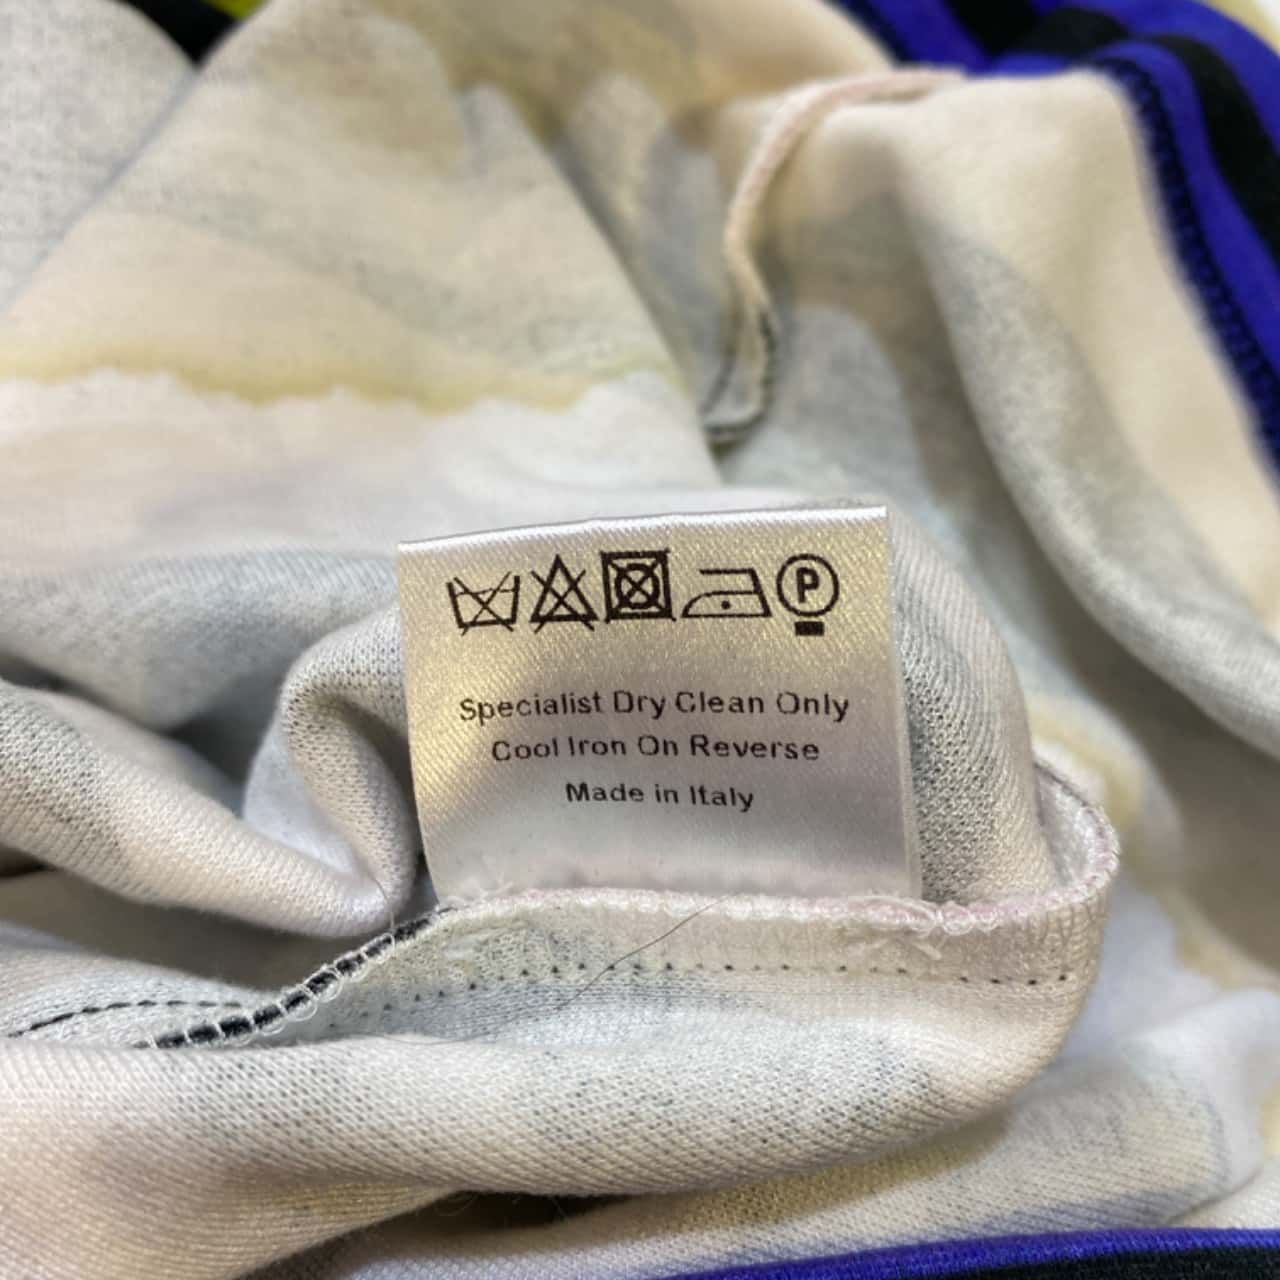 P
Specialist Dry Clean Only
Cool Iron On Reverse
Made in Italy